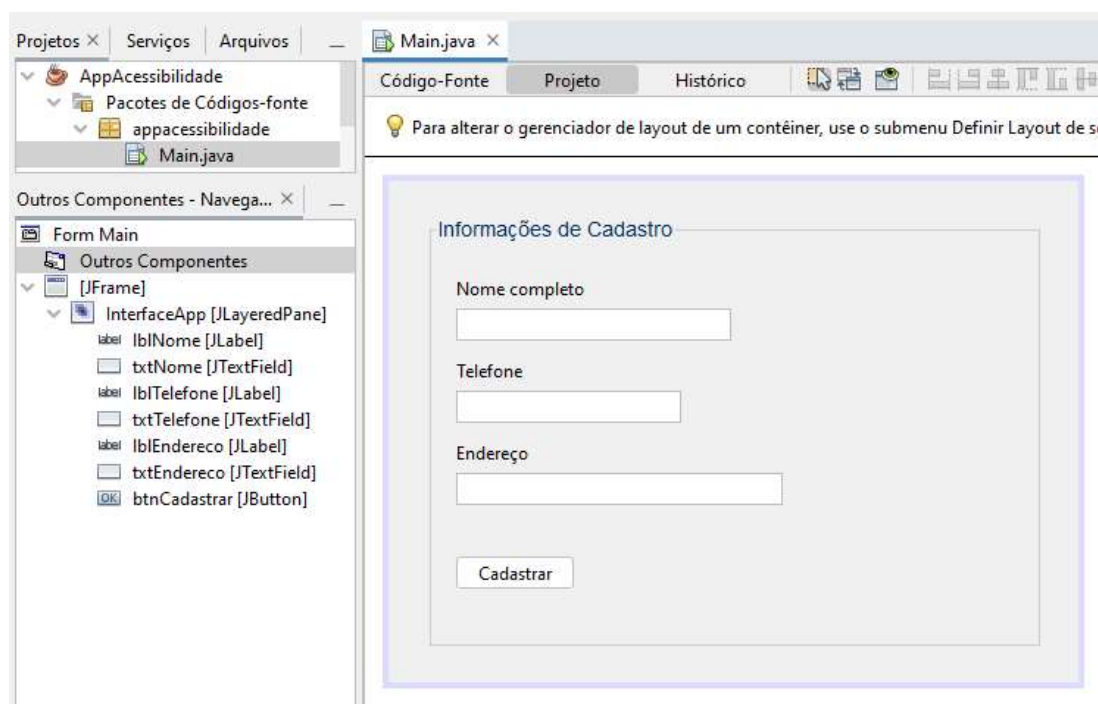 Projetos Serviços Arquivos
AppAcessibilidade
Pacotes de Códigos-fonte
appacessibilidade
Main.java
Outros Componentes - Navega...
Form Main
Outros Componentes
[JFrame]
InterfaceApp [JLayeredPane]
label lblNome [JLabel]
txtNome [JTextField]
label lblTelefone [JLabel]
txtTelefone [JTextField]
label lblEndereco [JLabel]
txtEndereco [JTextField]
OK btnCadastrar [JButton]
Main.java
Código-Fonte Projeto Histórico
Para alterar o gerenciador de layout de um contêiner, use o submenu Definir Layout de
Informações de Cadastro
Nome completo
Telefone
Endereço
Cadastrar